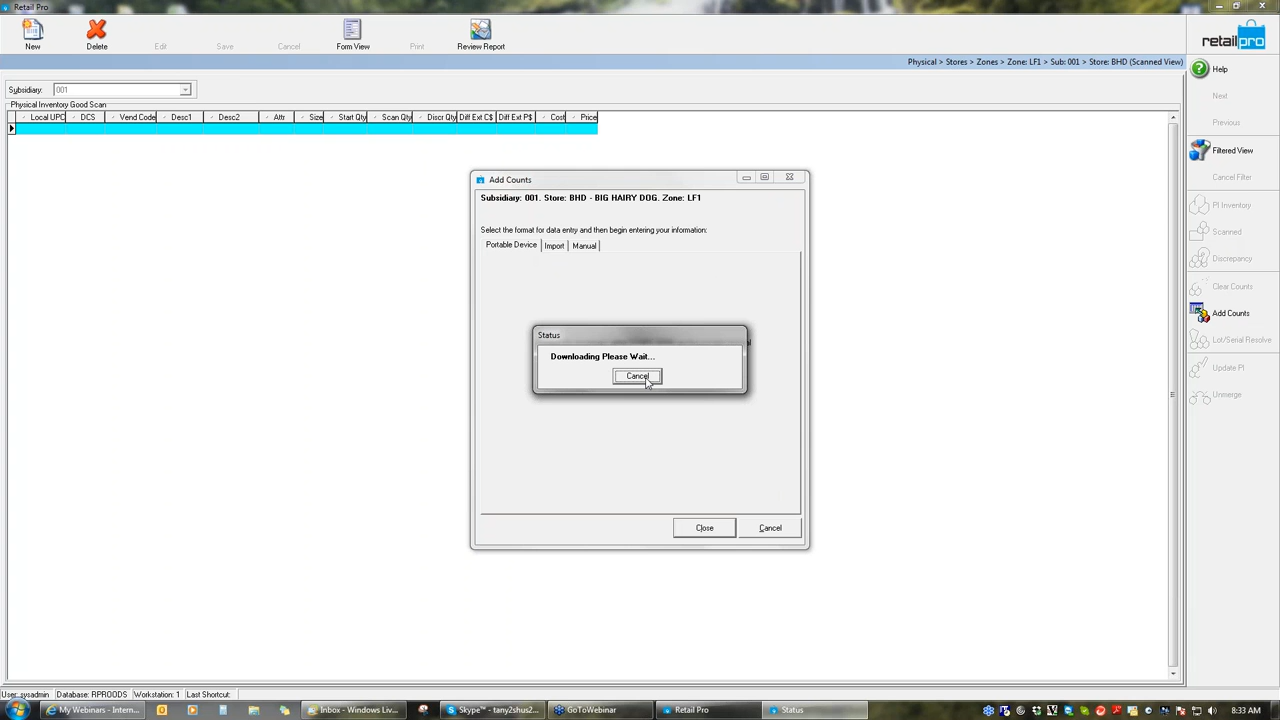 Retail Pro
New
Delete
Edit
Save
Cancel
Form View
Print
Review Report
retailpro
Physical > Stores > Zones > Zone: LF1 > Sub: 001 > Store: BHD (Scanned View)
Subsidiary: 001
Physical Inventory Good Scan
Local UPC DCS Vend Code Desc1 Desc2 Attr Size Start Qty Scan Qty Discr Qty Diff Ext C$ Diff Ext P$ Cost Price
Help
Next
Previous
Filtered View
Cancel Filter
PI Inventory
Scanned
Discrepancy
Clear Counts
Add Counts
Lot/Serial Resolve
Update PI
Unmerge
Add Counts
Subsidiary: 001. Store: BHD - BIG HAIRY DOG. Zone: LF1
Select the format for data entry and then begin entering your information:
Portable Device Import Manual
Status
Downloading Please Wait...
Cancel
Close Cancel
User: sysadmin Database: RPROODS Workstation: 1 Last Shortcut:
My Webinars - Intern... Inbox - Windows Liv... Skype™ - tany2shus2... GoToWebinar Retail Pro Status 8:33 AM